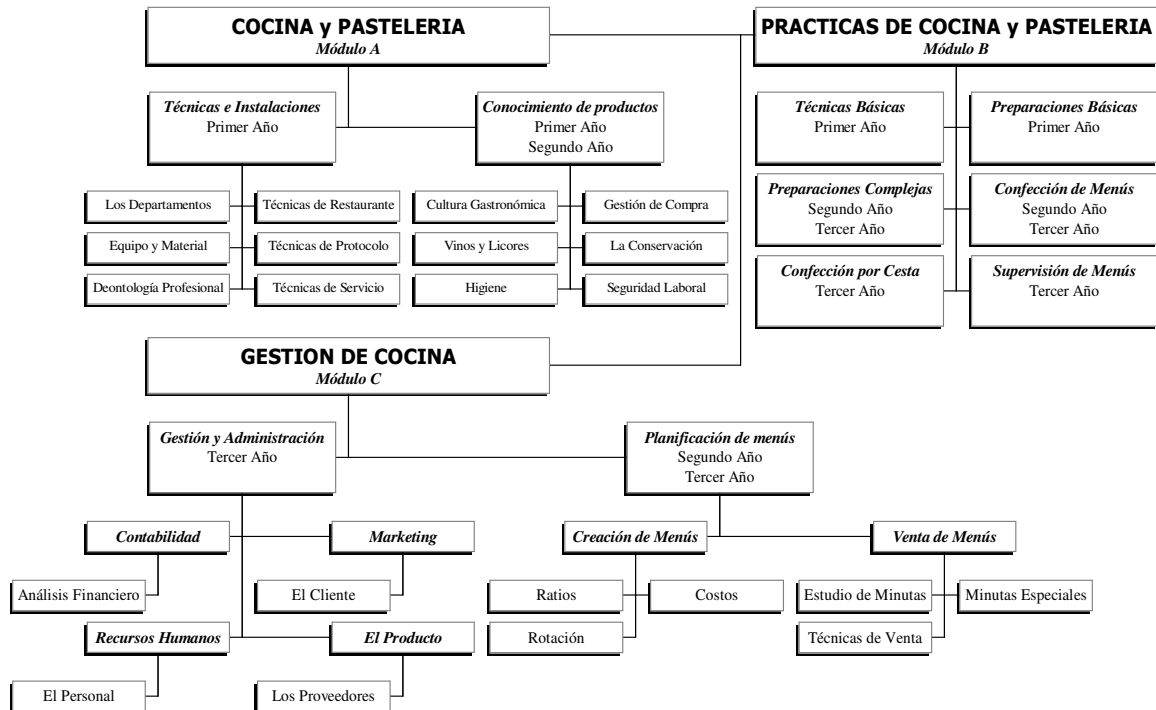 COCINA y PASTELERIA
Módulo A
PRACTICAS DE COCINA y PASTELERIA
Módulo B
Técnicas e Instalaciones
Primer Año
Conocimiento de productos
Primer Año
Segundo Año
Técnicas Básicas
Primer Año
Preparaciones Básicas
Primer Año
Los Departamentos
Técnicas de Restaurante
Cultura Gastronómica
Gestión de Compra
Equipo y Material
Técnicas de Protocolo
Vinos y Licores
La Conservación
Deontología Profesional
Técnicas de Servicio
Higiene
Seguridad Laboral
Preparaciones Complejas
Segundo Año
Tercer Año
Confección de Menús
Segundo Año
Tercer Año
Confección por Cesta
Tercer Año
Supervisión de Menús
Tercer Año
GESTION DE COCINA
Módulo C
Gestión y Administración
Tercer Año
Planificación de menús
Segundo Año
Tercer Año
Contabilidad
Marketing
Creación de Menús
Venta de Menús
Análisis Financiero
El Cliente
Ratios
Costos
Estudio de Minutas
Minutas Especiales
Recursos Humanos
El Producto
Rotación
Técnicas de Venta
El Personal
Los Proveedores